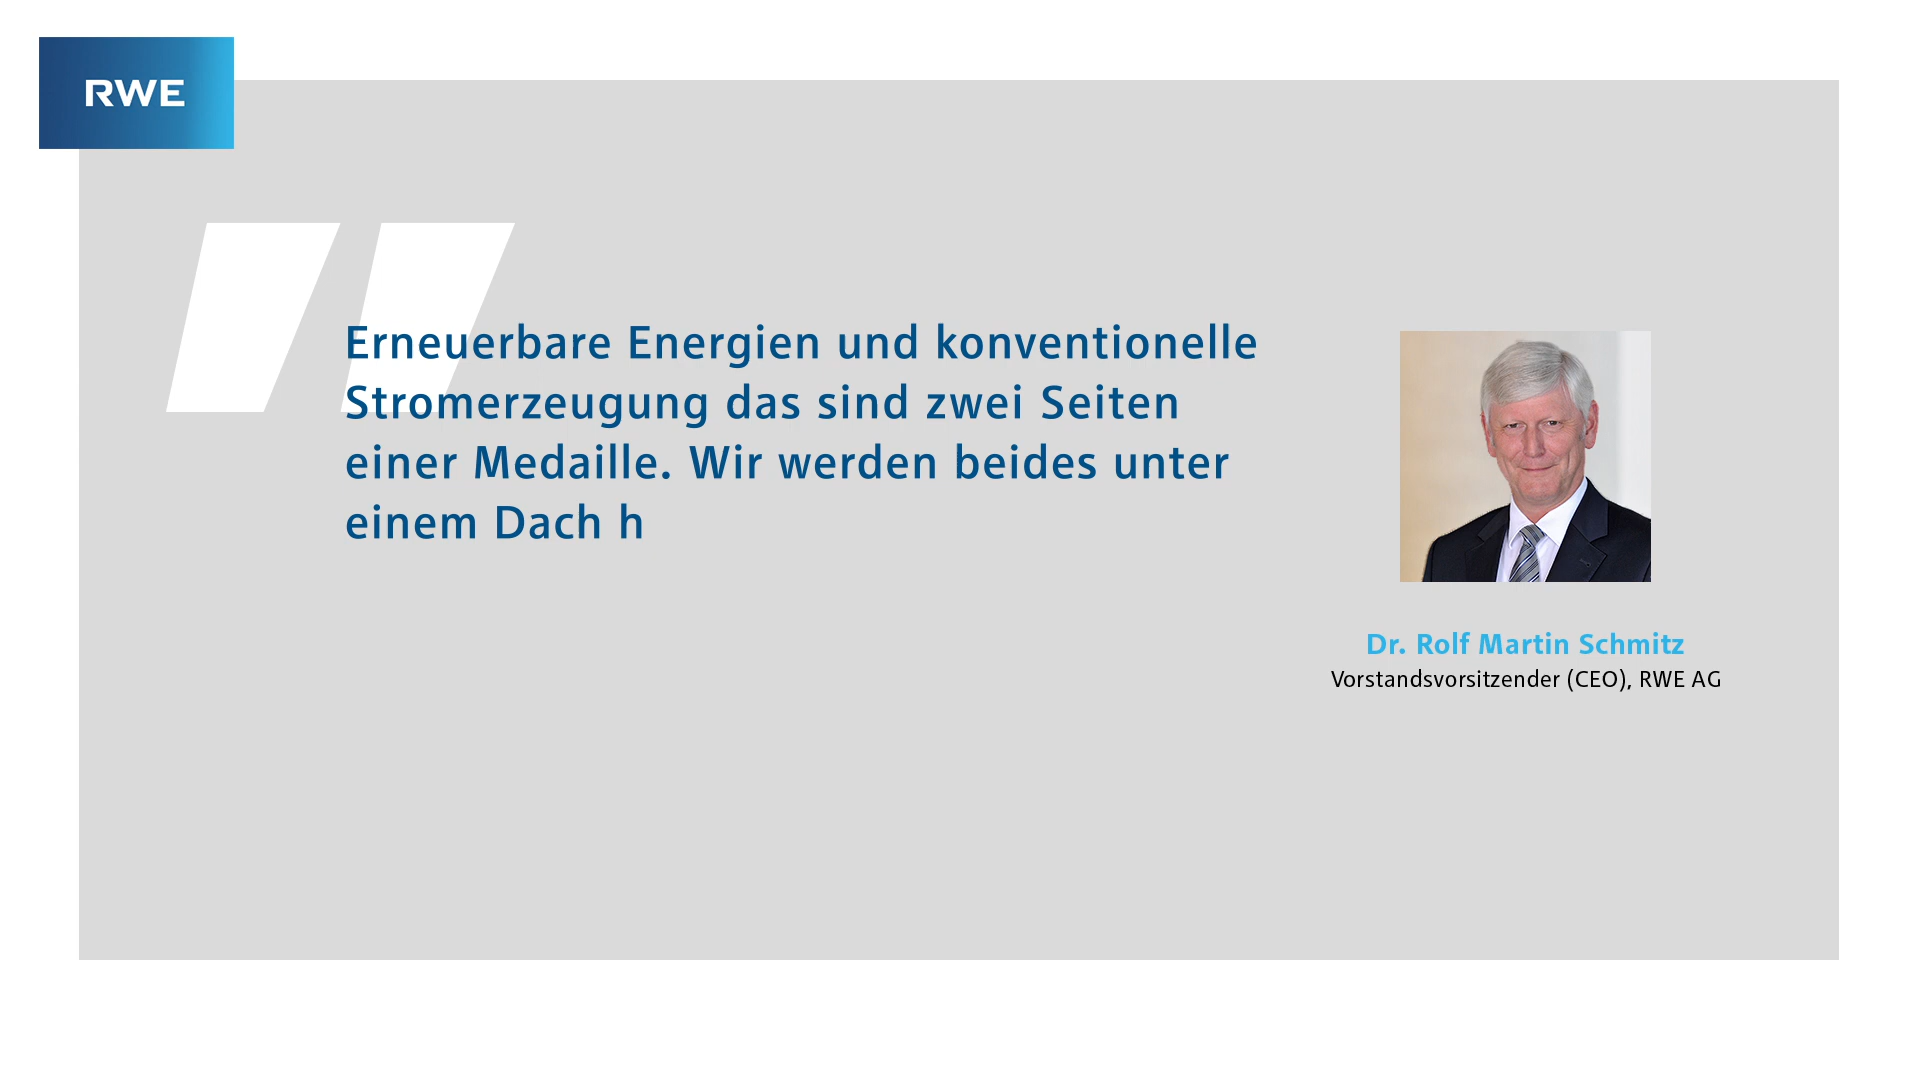 RWE
Erneuerbare Energien und konventionelle
Stromerzeugung das sind zwei Seiten
einer Medaille. Wir werden beides unter
einem Dach h
Dr. Rolf Martin Schmitz
Vorstandsvorsitzender (CEO), RWE AG